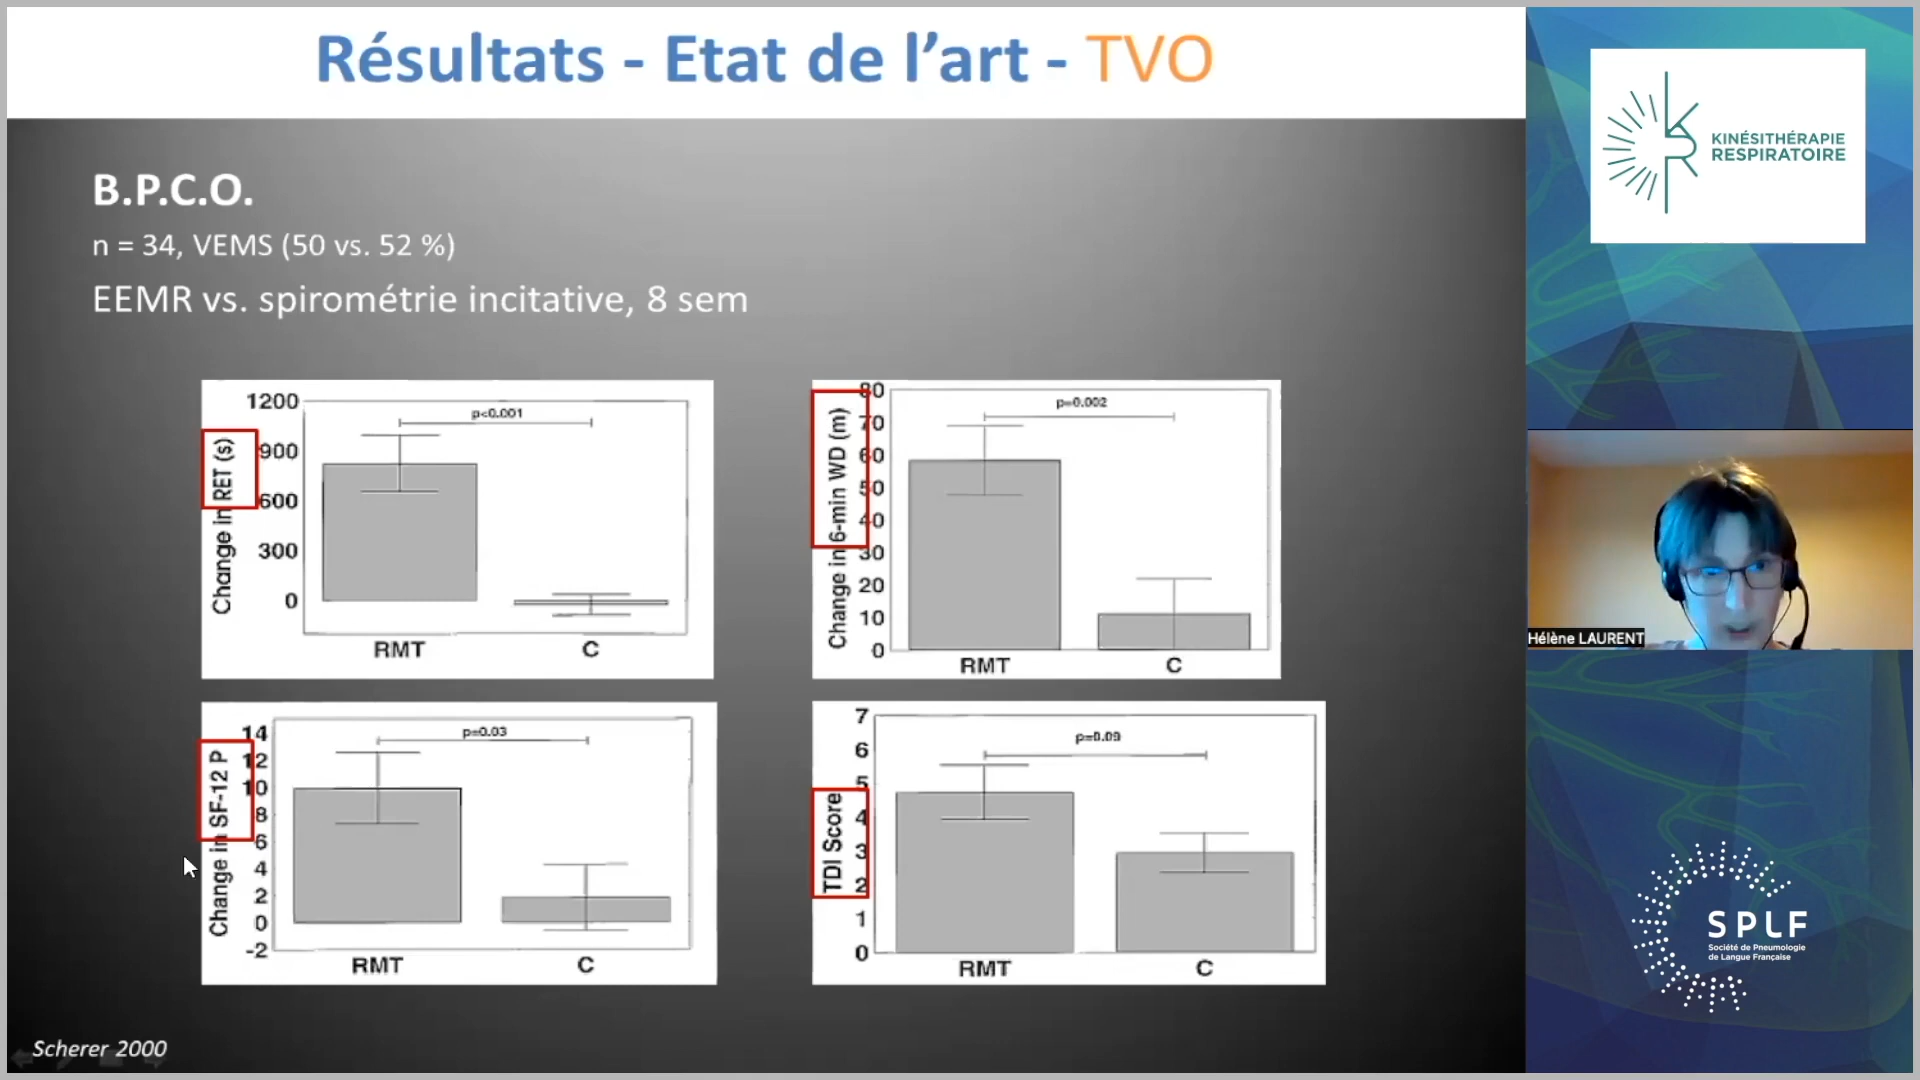 Résultats - Etat de l’art - TVO
B.P.C.O.
n = 34, VEMS (50 vs. 52 %)
EEMR vs. spirométrie incitative, 8 sem
Change in RET (s)
1200
900
600
300
0
p<0.001
RMT
C
Change in 6-min WD (m)
80
70
60
50
40
30
20
10
0
p=0.002
RMT
C
Change in SF-12 P
14
12
10
8
6
4
2
0
-2
p=0.03
RMT
C
TDI Score
7
6
5
4
3
2
1
0
p=0.09
RMT
C
Scherer 2000
KINÉSITHÉRAPIE
RESPIRATOIRE
Hélène LAURENT
SPLF
Société de Pneumologie
de Langue Française